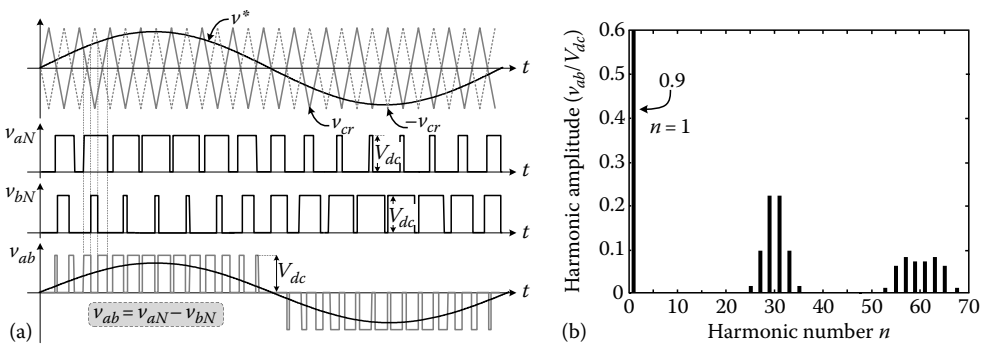 v*
t
v_cr
–v_cr
v_aN
V_dc
t
v_bN
V_dc
t
v_ab
V_dc
t
v_ab = v_aN – v_bN
(a)
Harmonic amplitude (v_ab/V_dc)
0.6
0.5
0.4
0.3
0.2
0.1
0
0.9
n = 1
0 10 20 30 40 50 60 70
Harmonic number n
(b)